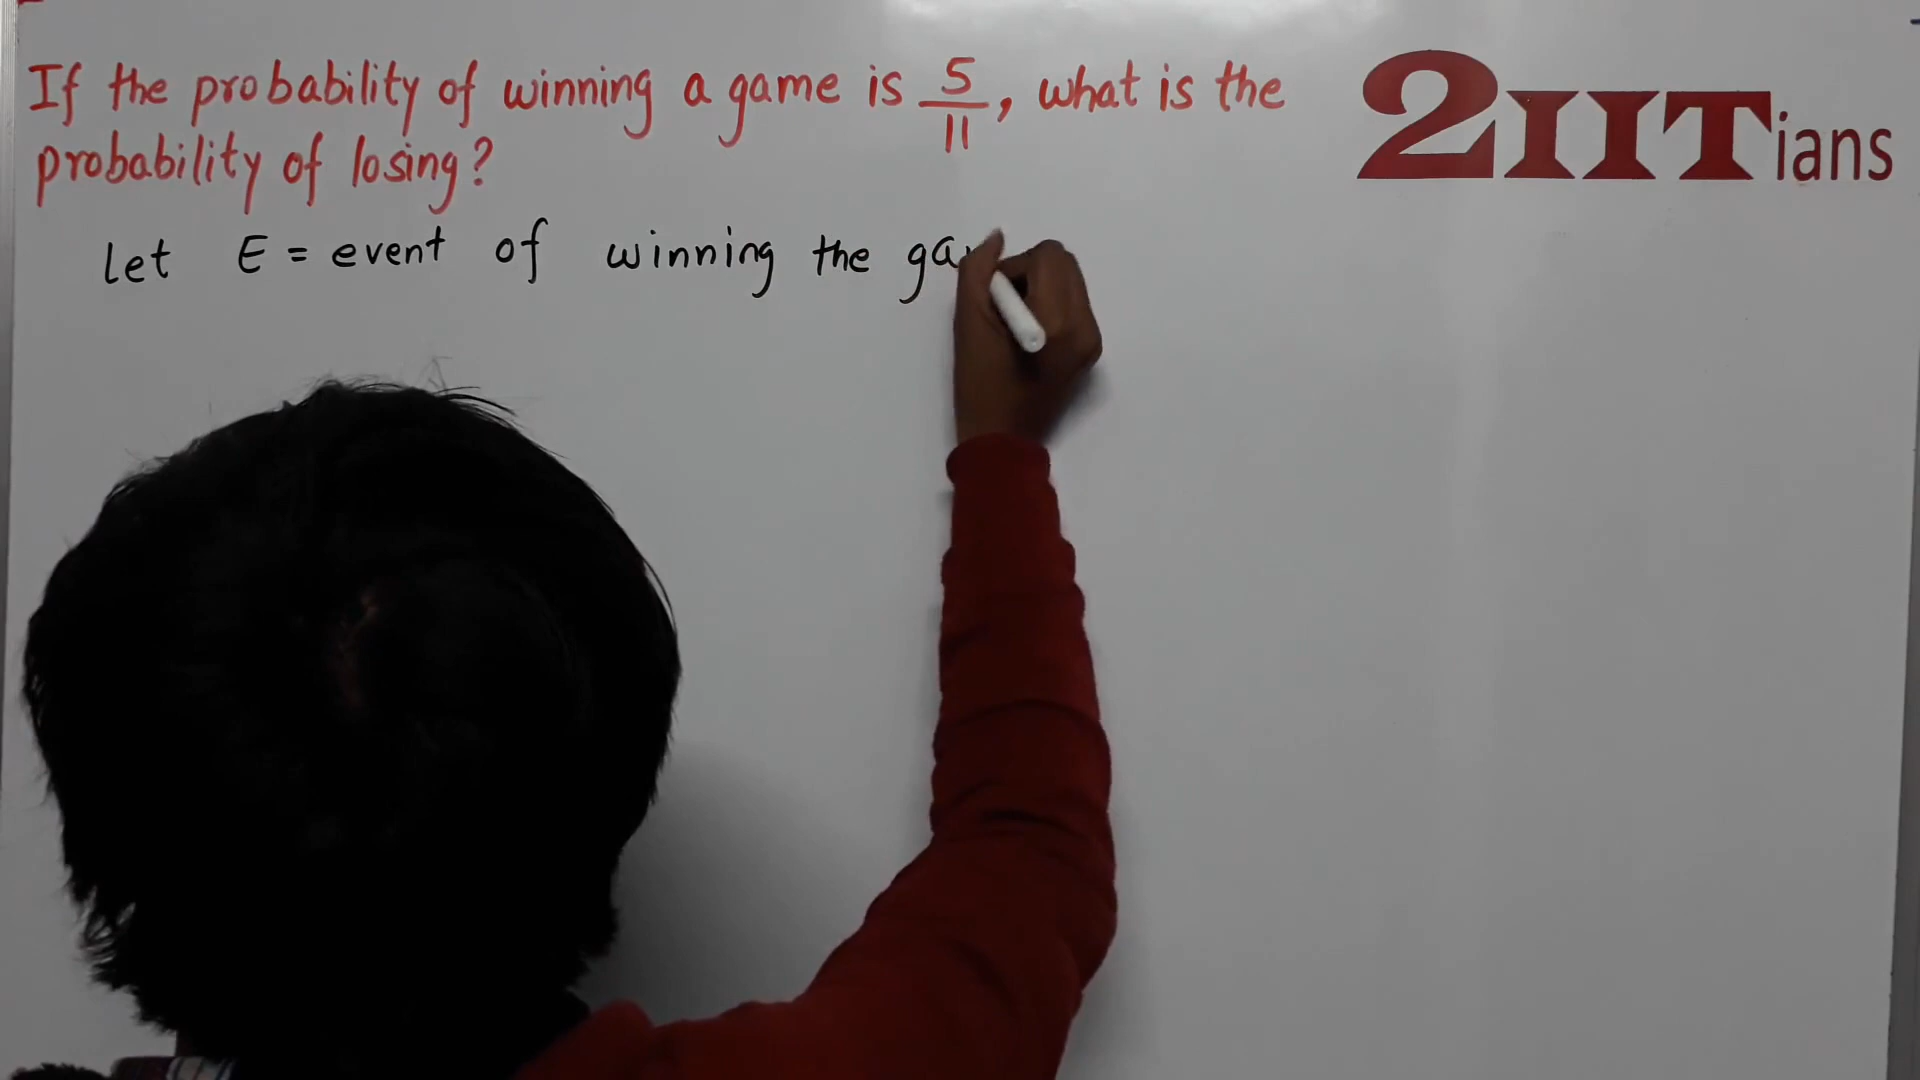 If the probability of winning a game is 5/11, what is the
probability of losing?
2IITians
Let E = event of winning the